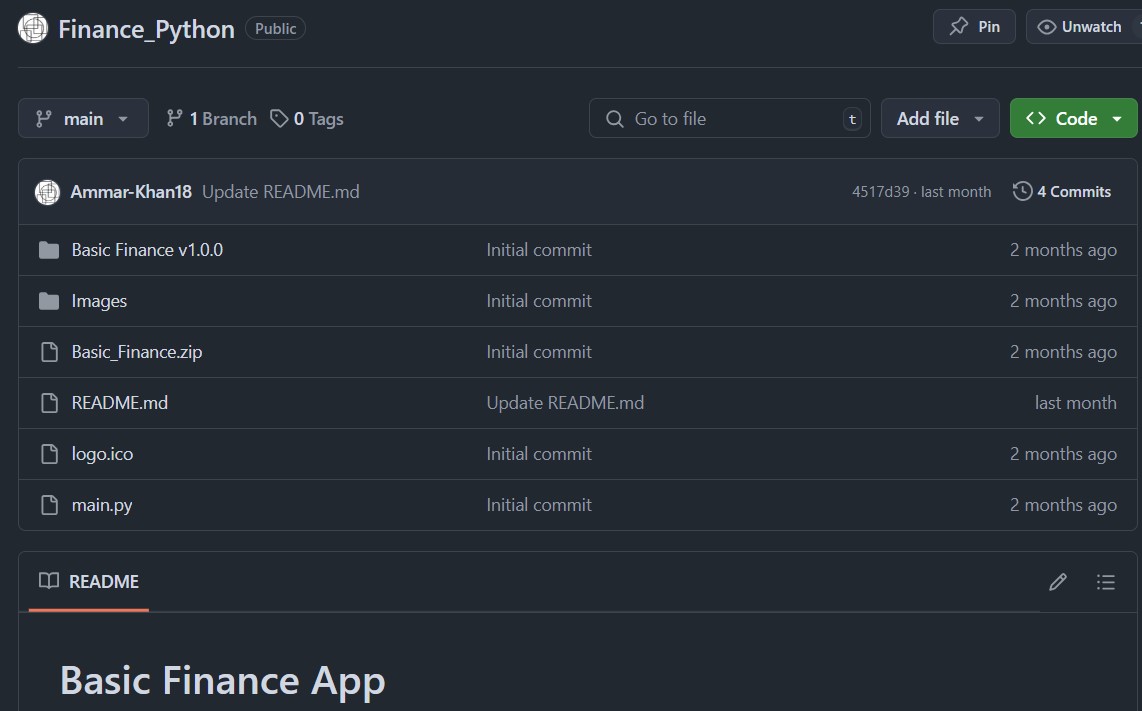 Finance_Python Public Pin Unwatch
main 1 Branch 0 Tags Go to file t Add file Code
Ammar-Khan18 Update README.md 4517d39 · last month 4 Commits
Basic Finance v1.0.0 Initial commit 2 months ago
Images Initial commit 2 months ago
Basic_Finance.zip Initial commit 2 months ago
README.md Update README.md last month
logo.ico Initial commit 2 months ago
main.py Initial commit 2 months ago
README
Basic Finance App